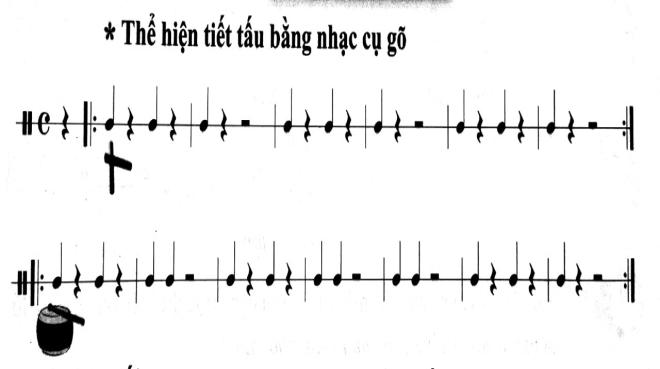 * Thể hiện tiết tấu bằng nhạc cụ gõ